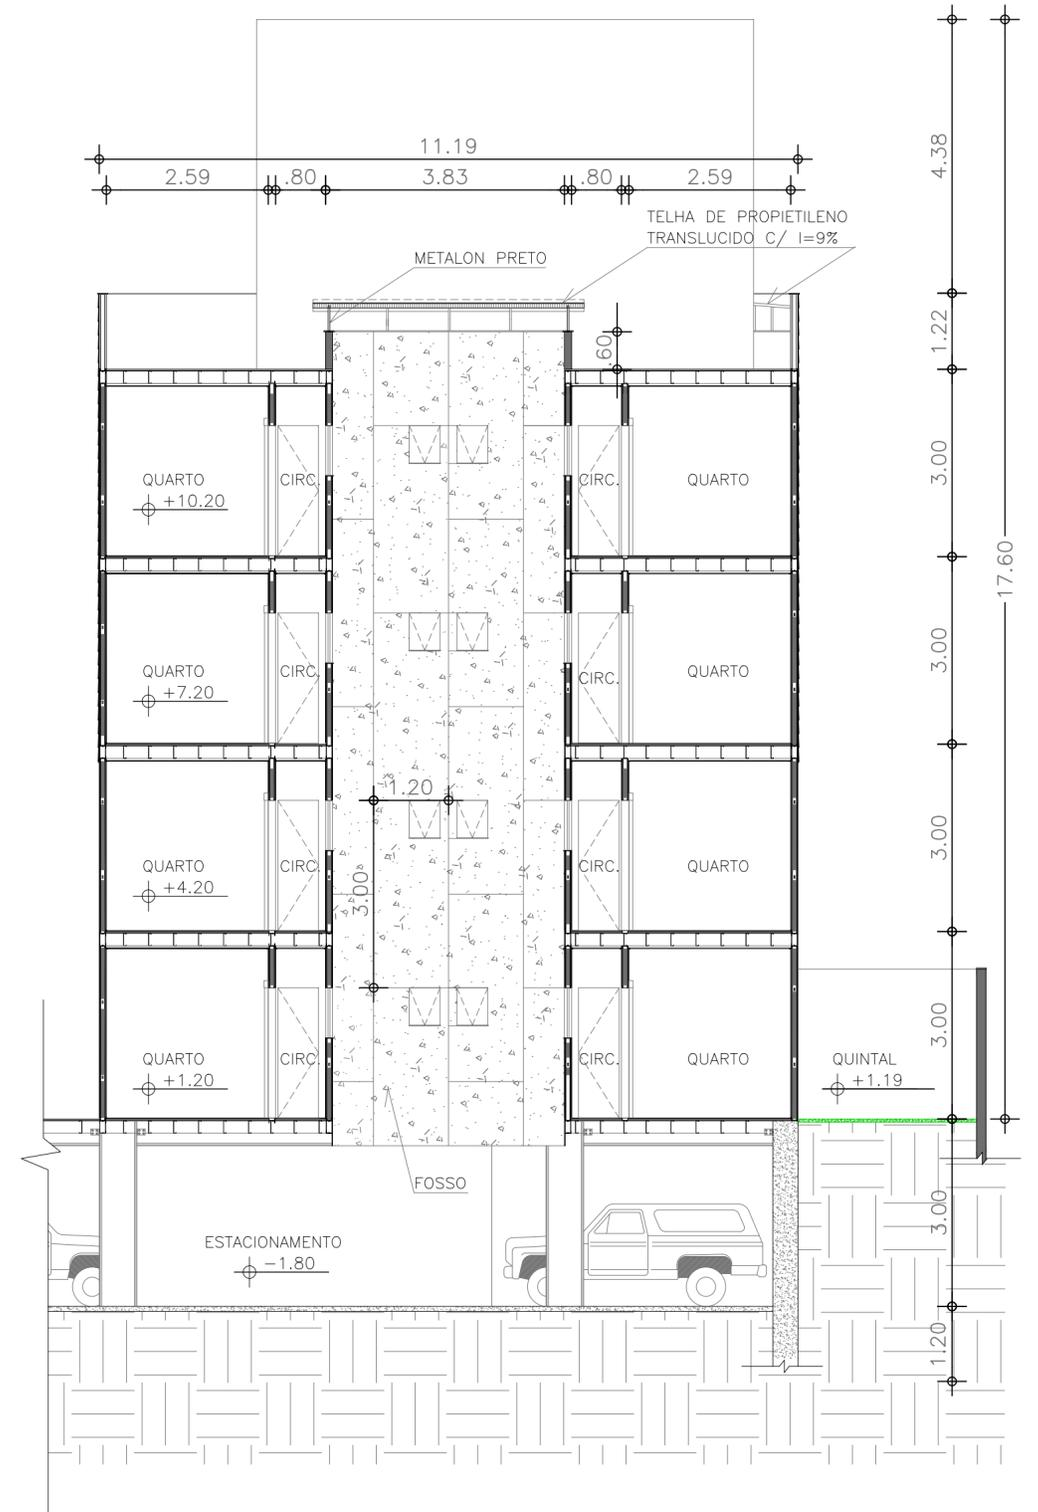 4.38
11.19
2.59 .80 3.83 .80 2.59
TELHA DE PROPIETILENO
TRANSLUCIDO C/ I=9%
METALON PRETO
1.22
.60
3.00
QUARTO CIRC. CIRC. QUARTO
+10.20
17.60
3.00
QUARTO CIRC. CIRC. QUARTO
+7.20
1.20
3.00
3.00
QUARTO CIRC. CIRC. QUARTO
+4.20
3.00
QUARTO CIRC. CIRC. QUARTO QUINTAL
+1.20 +1.19
FOSSO
3.00
ESTACIONAMENTO
-1.80
1.20